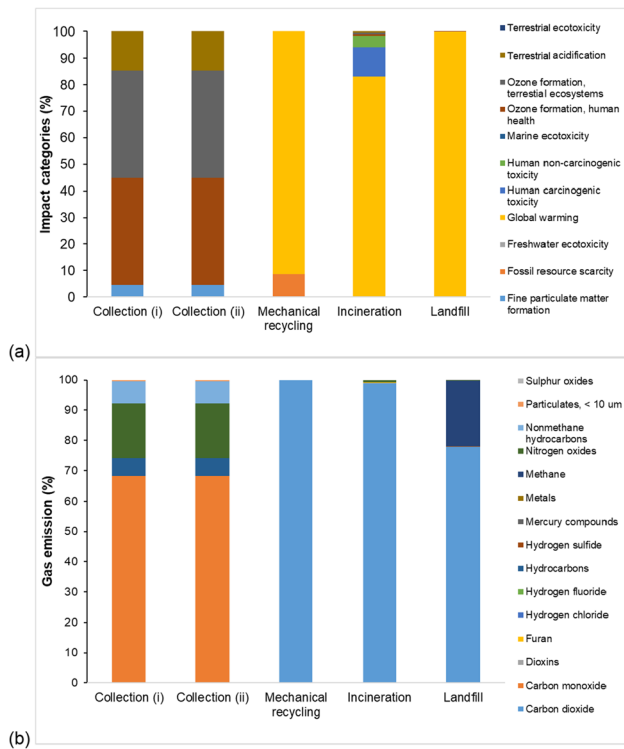 (a)
Impact categories (%)
100
90
80
70
60
50
40
30
20
10
0
Collection (i)
Collection (ii)
Mechanical
recycling
Incineration
Landfill
Terrestrial ecotoxicity
Terrestrial acidification
Ozone formation,
terrestial ecosystems
Ozone formation, human
health
Marine ecotoxicity
Human non-carcinogenic
toxicity
Human carcinogenic
toxicity
Global warming
Freshwater ecotoxicity
Fossil resource scarcity
Fine particulate matter
formation
(b)
Gas emission (%)
100
90
80
70
60
50
40
30
20
10
0
Collection (i)
Collection (ii)
Mechanical
recycling
Incineration
Landfill
Sulphur oxides
Particulates, < 10 um
Nonmethane
hydrocarbons
Nitrogen oxides
Methane
Metals
Mercury compounds
Hydrogen sulfide
Hydrocarbons
Hydrogen fluoride
Hydrogen chloride
Furan
Dioxins
Carbon monoxide
Carbon dioxide